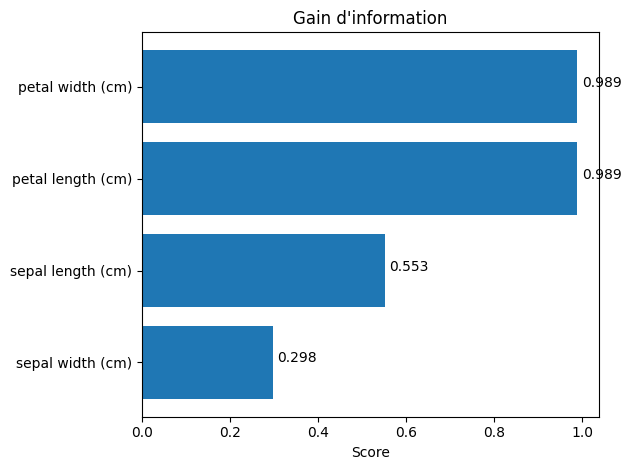 Gain d'information
petal width (cm)
0.989
petal length (cm)
0.989
sepal length (cm)
0.553
sepal width (cm)
0.298
0.0 0.2 0.4 0.6 0.8 1.0
Score